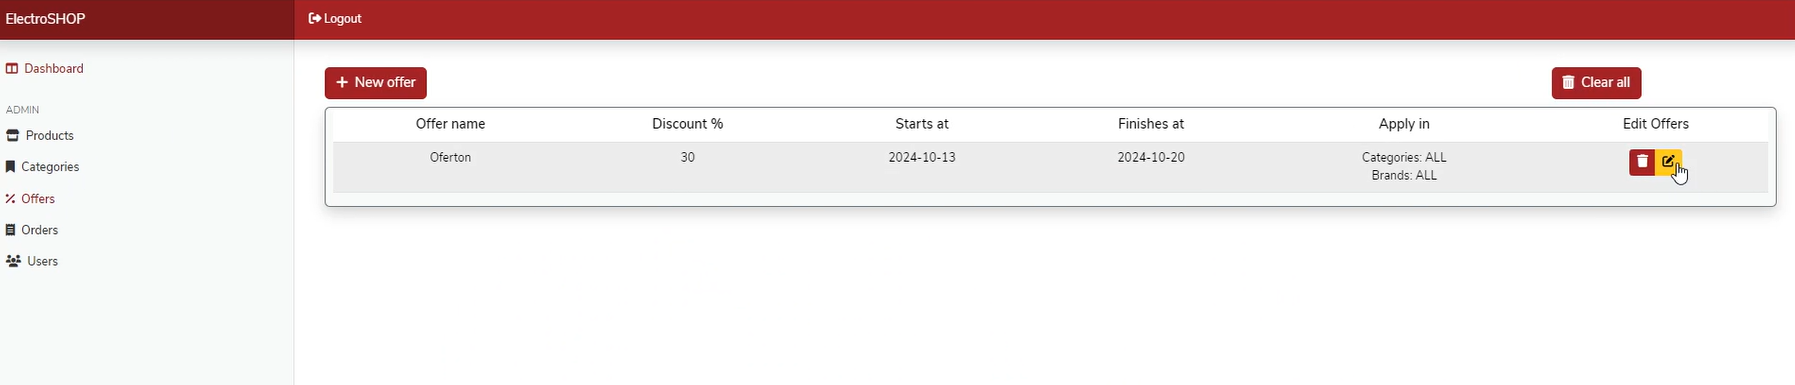 ElectroSHOP
Logout
Dashboard
ADMIN
Products
Categories
Offers
Orders
Users
New offer
Clear all
Offer name Discount % Starts at Finishes at Apply in Edit Offers
Oferton 30 2024-10-13 2024-10-20 Categories: ALL
Brands: ALL